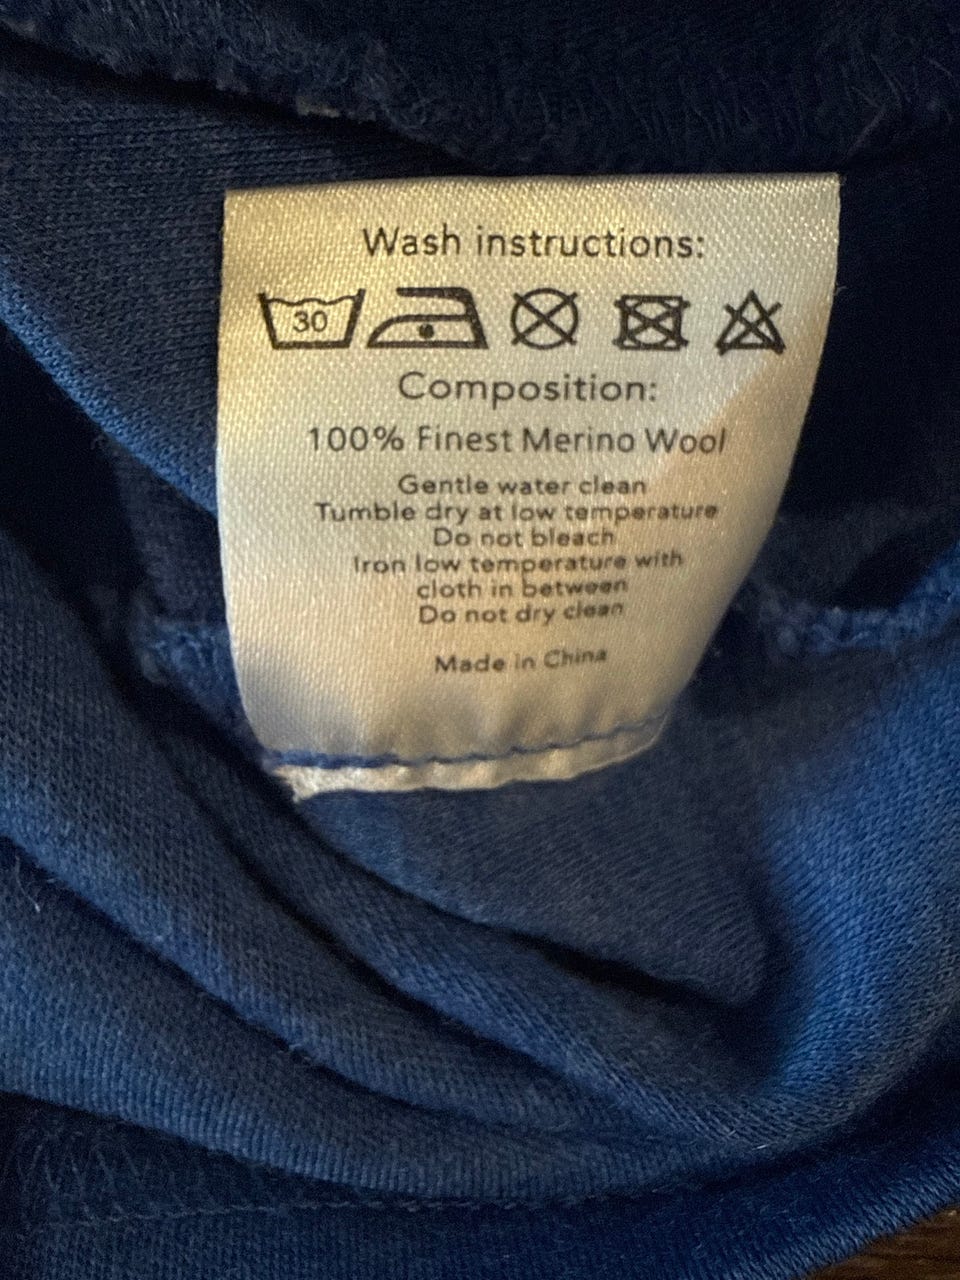 Wash instructions:
30
Composition:
100% Finest Merino Wool
Gentle water clean
Tumble dry at low temperature
Do not bleach
Iron low temperature with
cloth in between
Do not dry clean
Made in China